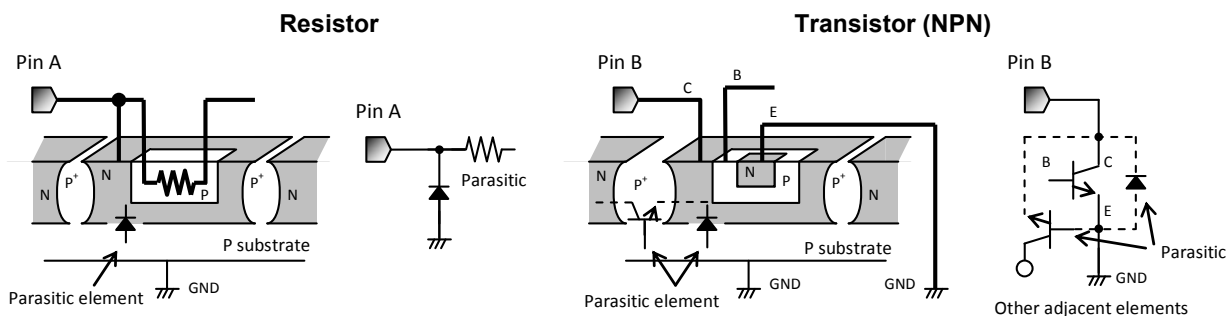 Resistor
Pin A
N
P⁺
N
P
P⁺
N
P substrate
GND
Parasitic element
Pin A
Parasitic
Transistor (NPN)
Pin B
C
B
E
N
P⁺
N
N
P
P⁺
N
P substrate
GND
GND
Parasitic element
Pin B
B
C
E
Parasitic
GND
Other adjacent elements